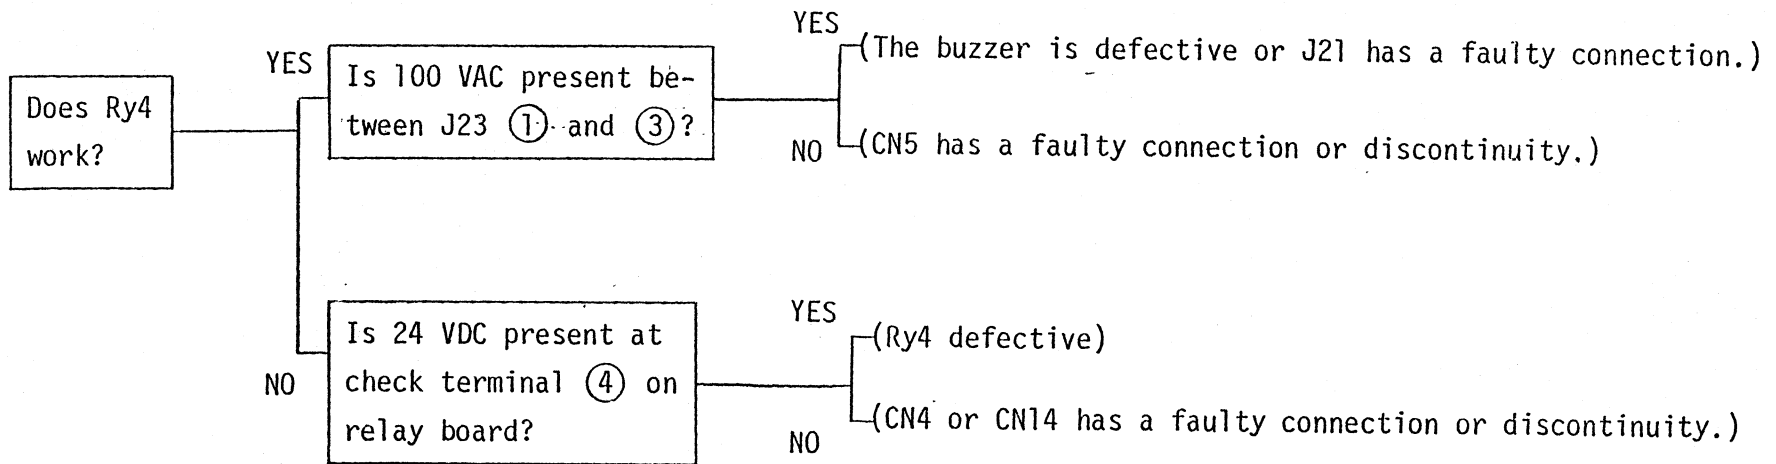 Does Ry4
work?
YES
Is 100 VAC present be-
tween J23 ① and ③?
YES
(The buzzer is defective or J21 has a faulty connection.)
NO
(CN5 has a faulty connection or discontinuity.)
NO
Is 24 VDC present at
check terminal ④ on
relay board?
YES
(Ry4 defective)
NO
(CN4 or CN14 has a faulty connection or discontinuity.)